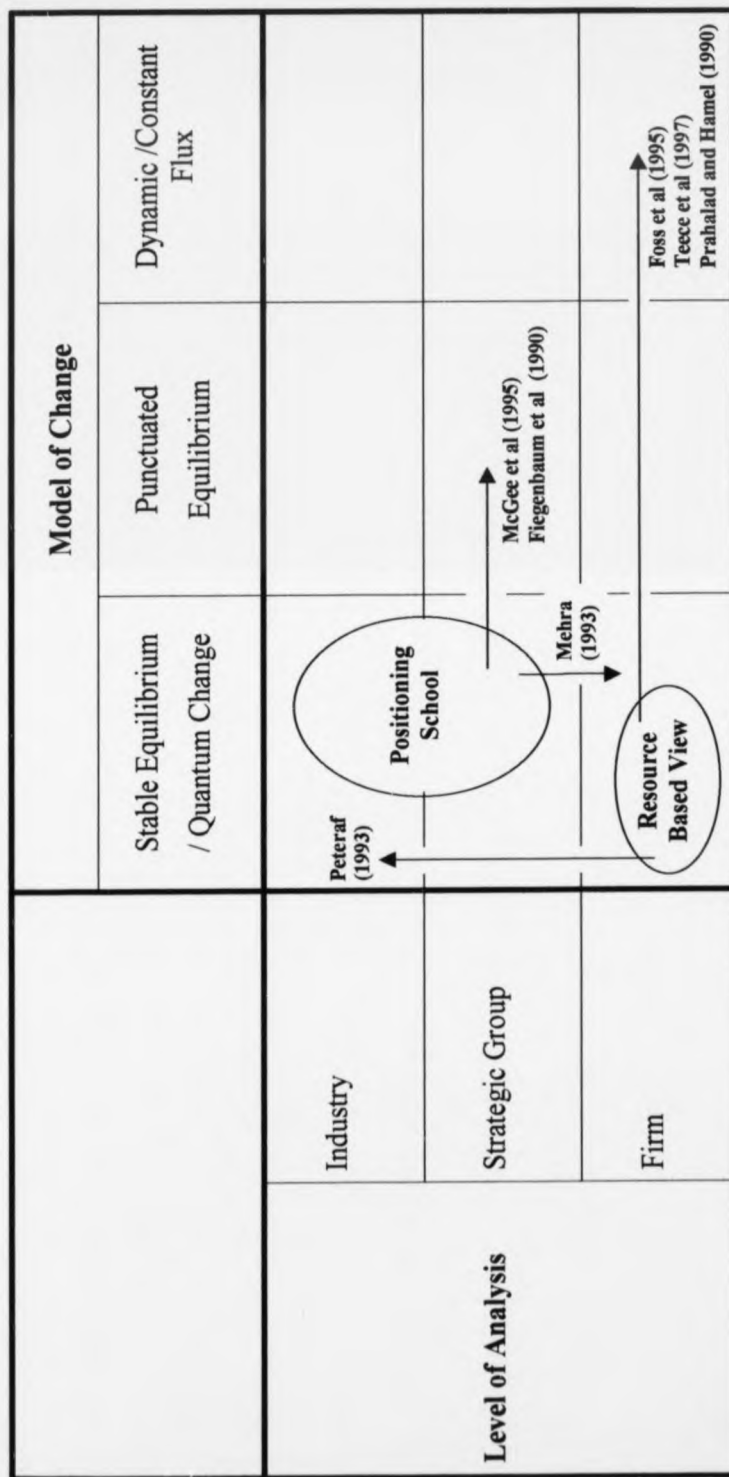 Model of Change
Stable Equilibrium
/ Quantum Change
Punctuated
Equilibrium
Dynamic /Constant
Flux
Level of Analysis
Industry
Strategic Group
Firm
Peteraf
(1993)
Positioning
School
McGee et al (1995)
Fiegenbaum et al (1990)
Mehra
(1993)
Resource
Based View
Foss et al (1995)
Teece et al (1997)
Prahalad and Hamel (1990)